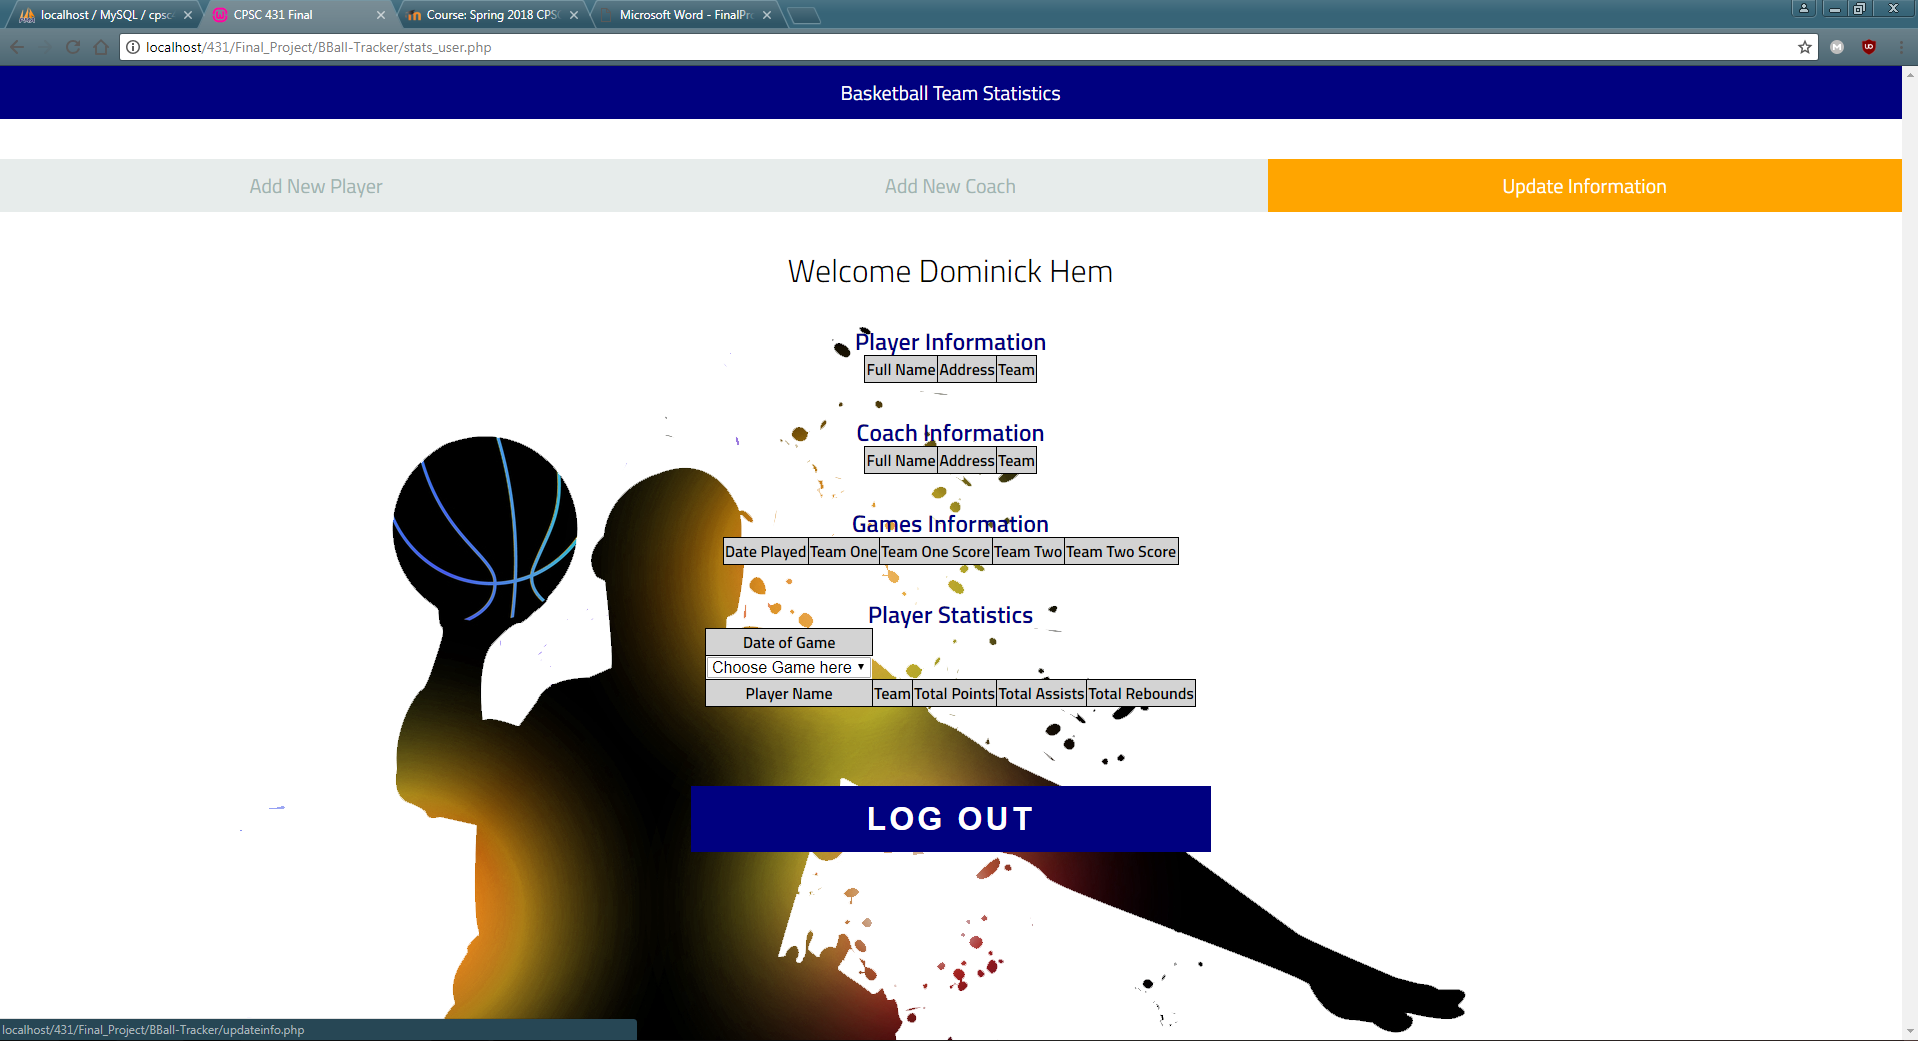 localhost / MySQL / cpsc
CPSC 431 Final
Course: Spring 2018 CPS
Microsoft Word - FinalPr
localhost/431/Final_Project/BBall-Tracker/stats_user.php
Basketball Team Statistics
Add New Player Add New Coach Update Information
Welcome Dominick Hem
Player Information
Full Name Address Team
Coach Information
Full Name Address Team
Games Information
Date Played Team One Team One Score Team Two Team Two Score
Player Statistics
Date of Game
Choose Game here
Player Name Team Total Points Total Assists Total Rebounds
LOG OUT
localhost/431/Final_Project/BBall-Tracker/updateinfo.php